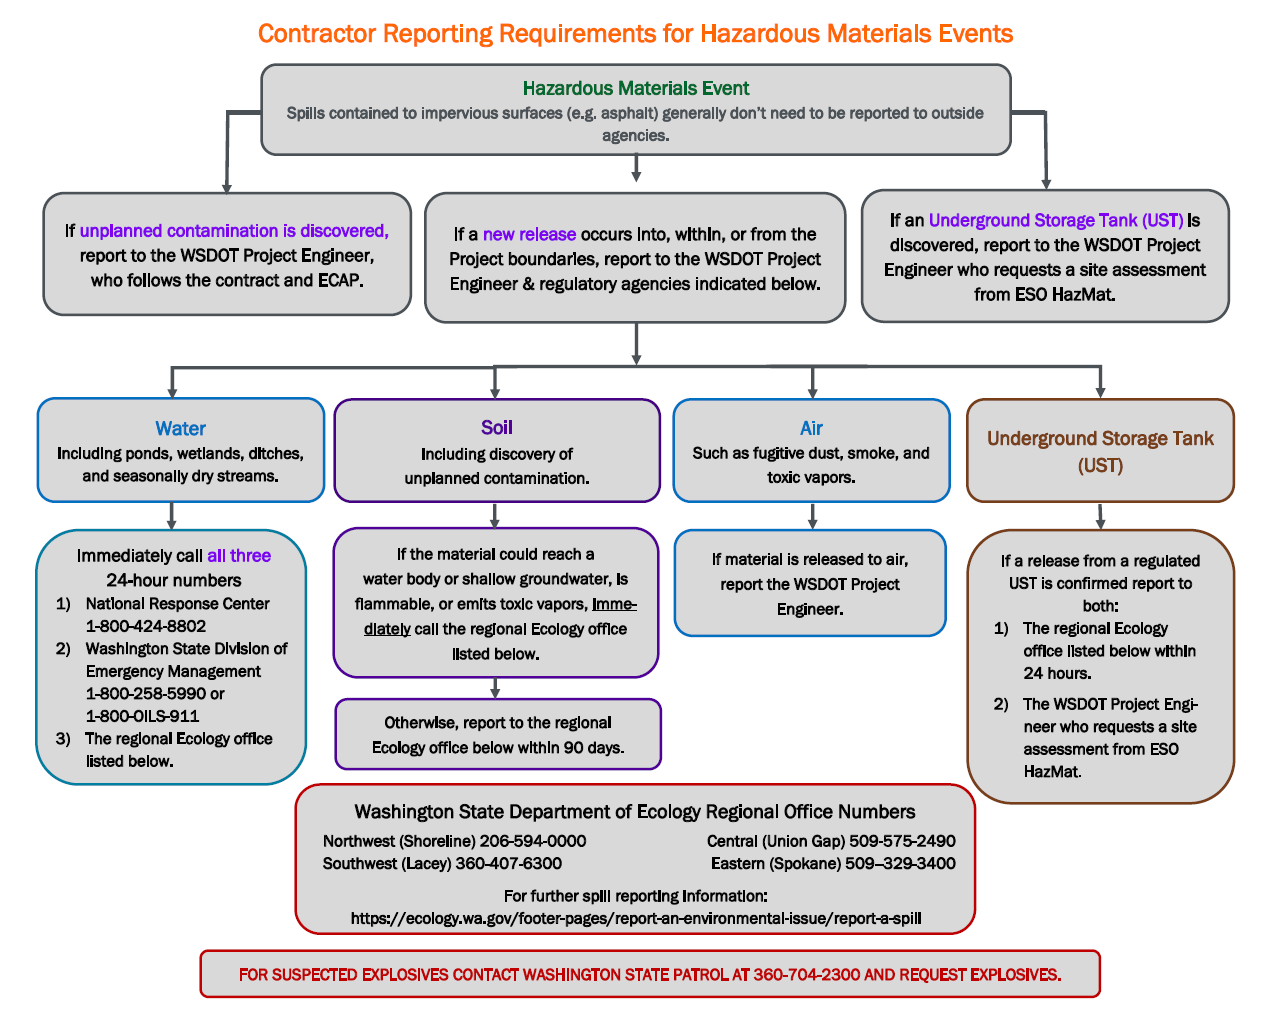 Contractor Reporting Requirements for Hazardous Materials Events
Hazardous Materials Event
Spills contained to impervious surfaces (e.g. asphalt) generally don't need to be reported to outside
agencies.
If unplanned contamination is discovered,
report to the WSDOT Project Engineer,
who follows the contract and ECAP.
If a new release occurs into, within, or from the
Project boundaries, report to the WSDOT Project
Engineer & regulatory agencies indicated below.
If an Underground Storage Tank (UST) is
discovered, report to the WSDOT Project
Engineer who requests a site assessment
from ESO HazMat.
Water
Including ponds, wetlands, ditches,
and seasonally dry streams.
Soil
Including discovery of
unplanned contamination.
Air
Such as fugitive dust, smoke, and
toxic vapors.
Underground Storage Tank
(UST)
Immediately call all three
24-hour numbers
1) National Response Center
1-800-424-8802
2) Washington State Division of
Emergency Management
1-800-258-5990 or
1-800-OILS-911
3) The regional Ecology office
listed below.
If the material could reach a
water body or shallow groundwater, is
flammable, or emits toxic vapors, imme-
diately call the regional Ecology office
listed below.
Otherwise, report to the regional
Ecology office below within 90 days.
If material is released to air,
report the WSDOT Project
Engineer.
If a release from a regulated
UST is confirmed report to
both:
1) The regional Ecology
office listed below within
24 hours.
2) The WSDOT Project Engi-
neer who requests a site
assessment from ESO
HazMat.
Washington State Department of Ecology Regional Office Numbers
Northwest (Shoreline) 206-594-0000 Central (Union Gap) 509-575-2490
Southwest (Lacey) 360-407-6300 Eastern (Spokane) 509–329-3400
For further spill reporting information:
https://ecology.wa.gov/footer-pages/report-an-environmental-issue/report-a-spill
FOR SUSPECTED EXPLOSIVES CONTACT WASHINGTON STATE PATROL AT 360-704-2300 AND REQUEST EXPLOSIVES.